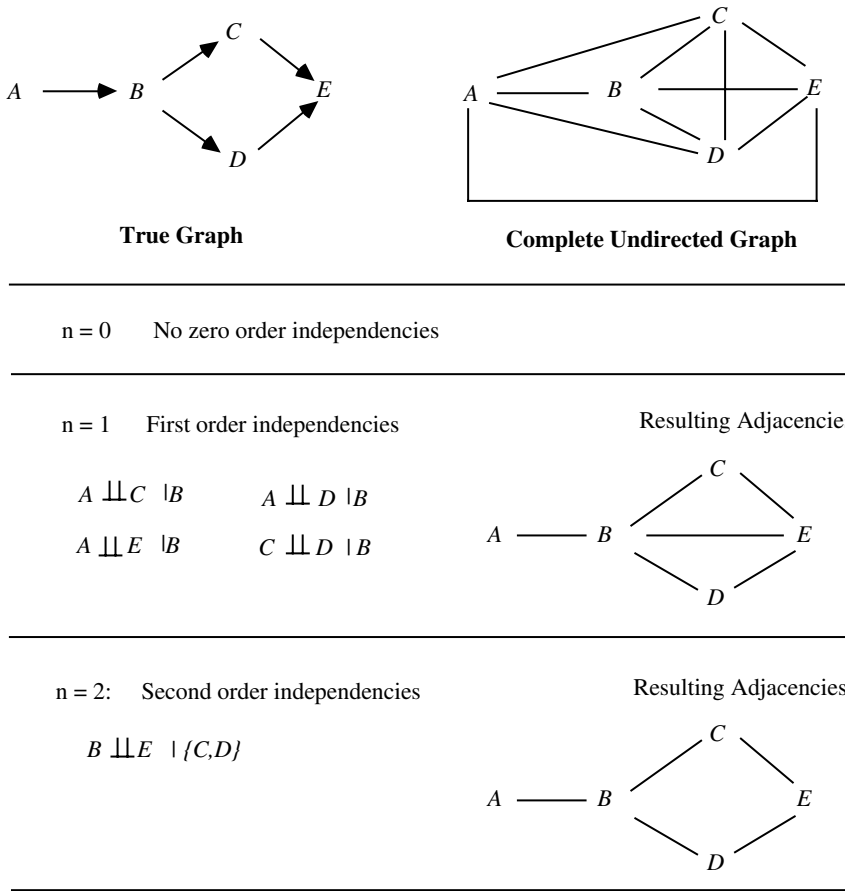 C
A B E
D
True Graph
C
A B E
D
Complete Undirected Graph
n = 0 No zero order independencies
n = 1 First order independencies
Resulting Adjacencie
A ⫫ C |B
A ⫫ D |B
A ⫫ E |B
C ⫫ D | B
C
A B E
D
n = 2: Second order independencies
Resulting Adjacencies
B ⫫ E | {C,D}
C
A B E
D